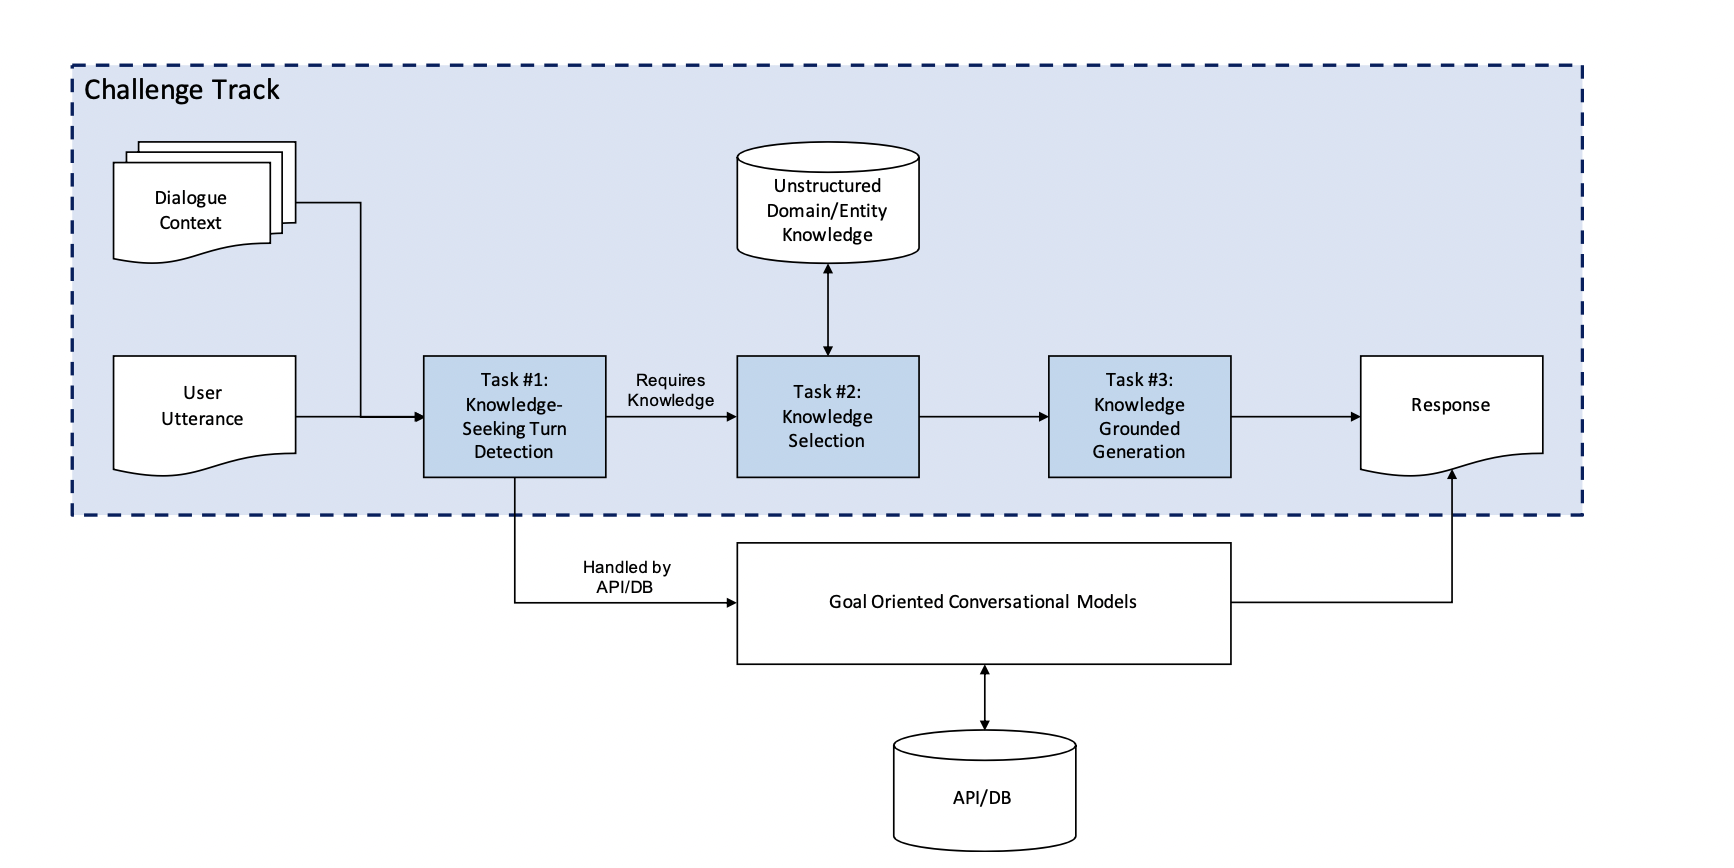 Challenge Track
Dialogue
Context
Unstructured
Domain/Entity
Knowledge
User
Utterance
Task #1:
Knowledge-
Seeking Turn
Detection
Requires
Knowledge
Task #2:
Knowledge
Selection
Task #3:
Knowledge
Grounded
Generation
Response
Handled by
API/DB
Goal Oriented Conversational Models
API/DB